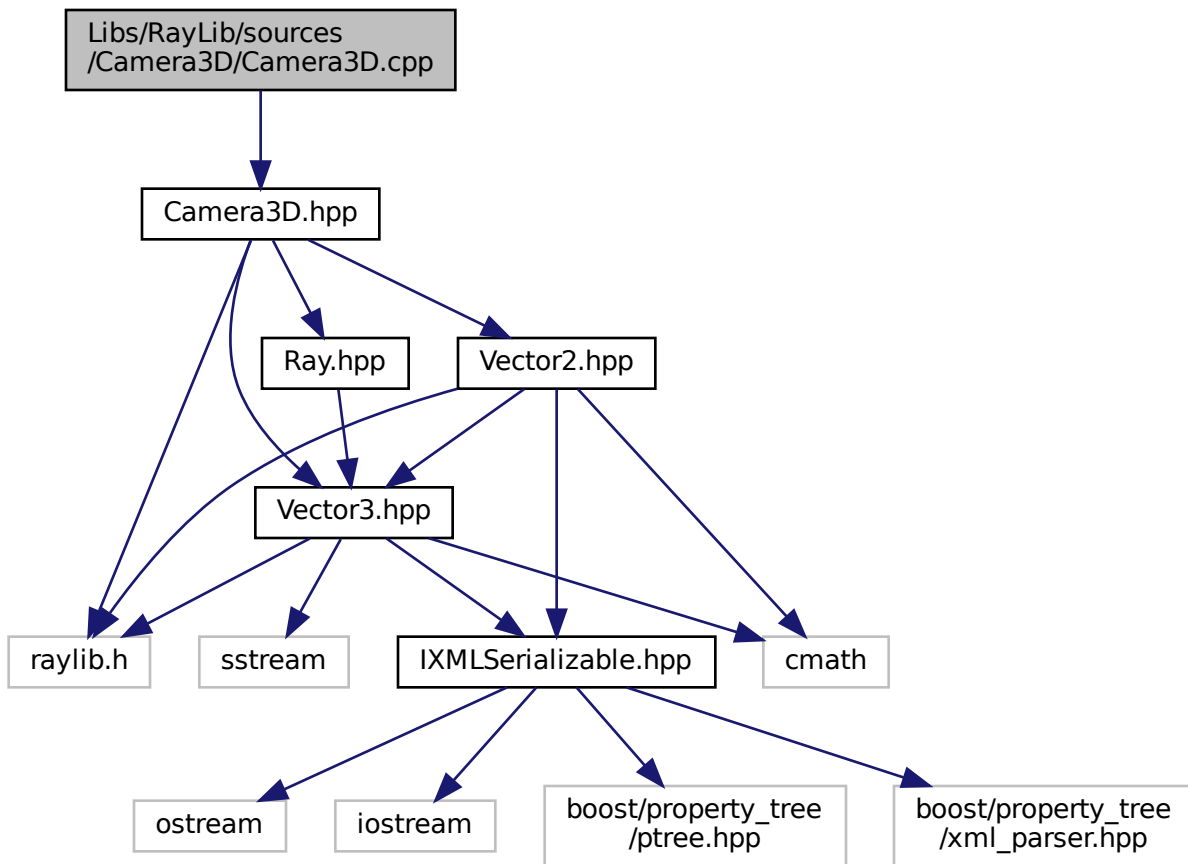 Libs/RayLib/sources
/Camera3D/Camera3D.cpp
Camera3D.hpp
Ray.hpp
Vector2.hpp
Vector3.hpp
raylib.h
sstream
IXMLSerializable.hpp
cmath
ostream
iostream
boost/property_tree
/ptree.hpp
boost/property_tree
/xml_parser.hpp